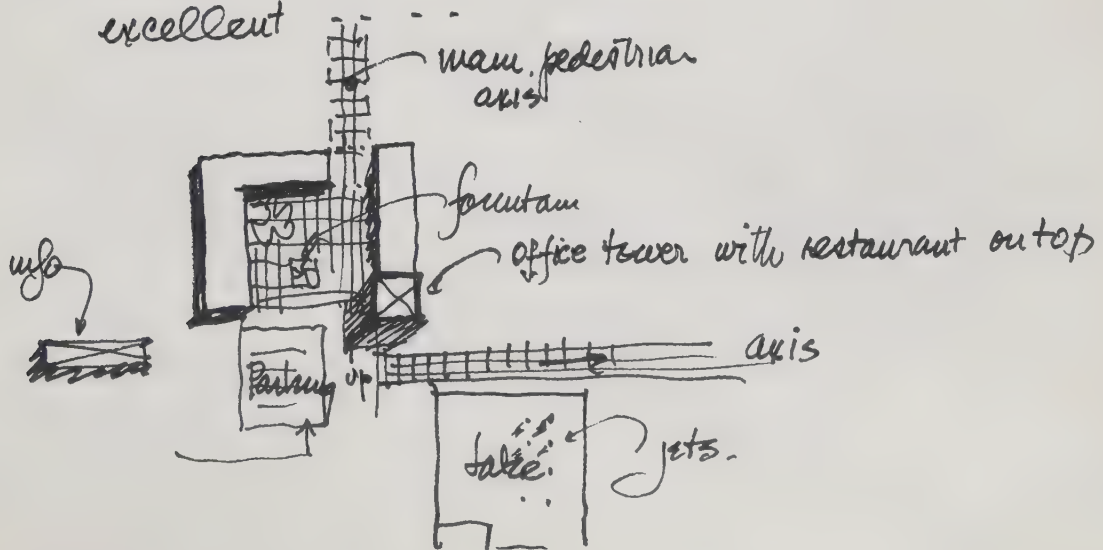 excellent
main pedestrian
axis
fountain
office tower with restaurant on top
info
axis
Parking
up
lake
jets.